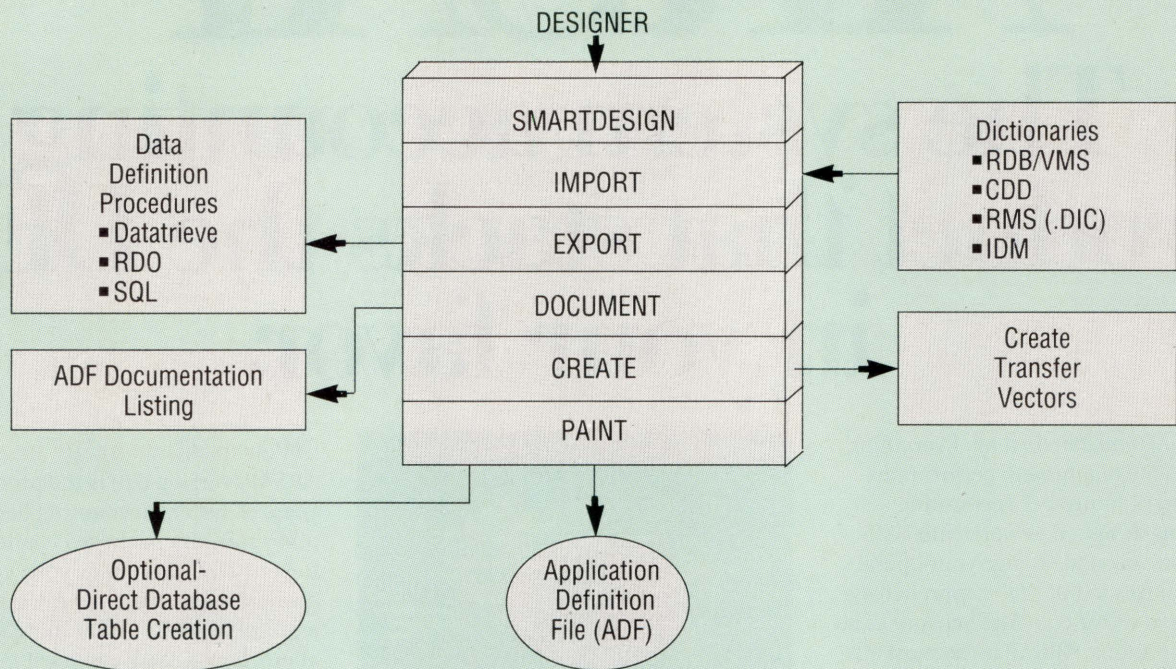 DESIGNER
SMARTDESIGN
IMPORT
EXPORT
DOCUMENT
CREATE
PAINT
Data
Definition
Procedures
▪ Datatrieve
▪ RDO
▪ SQL
ADF Documentation
Listing
Dictionaries
▪ RDB/VMS
▪ CDD
▪ RMS (.DIC)
▪ IDM
Create
Transfer
Vectors
Optional-
Direct Database
Table Creation
Application
Definition
File (ADF)